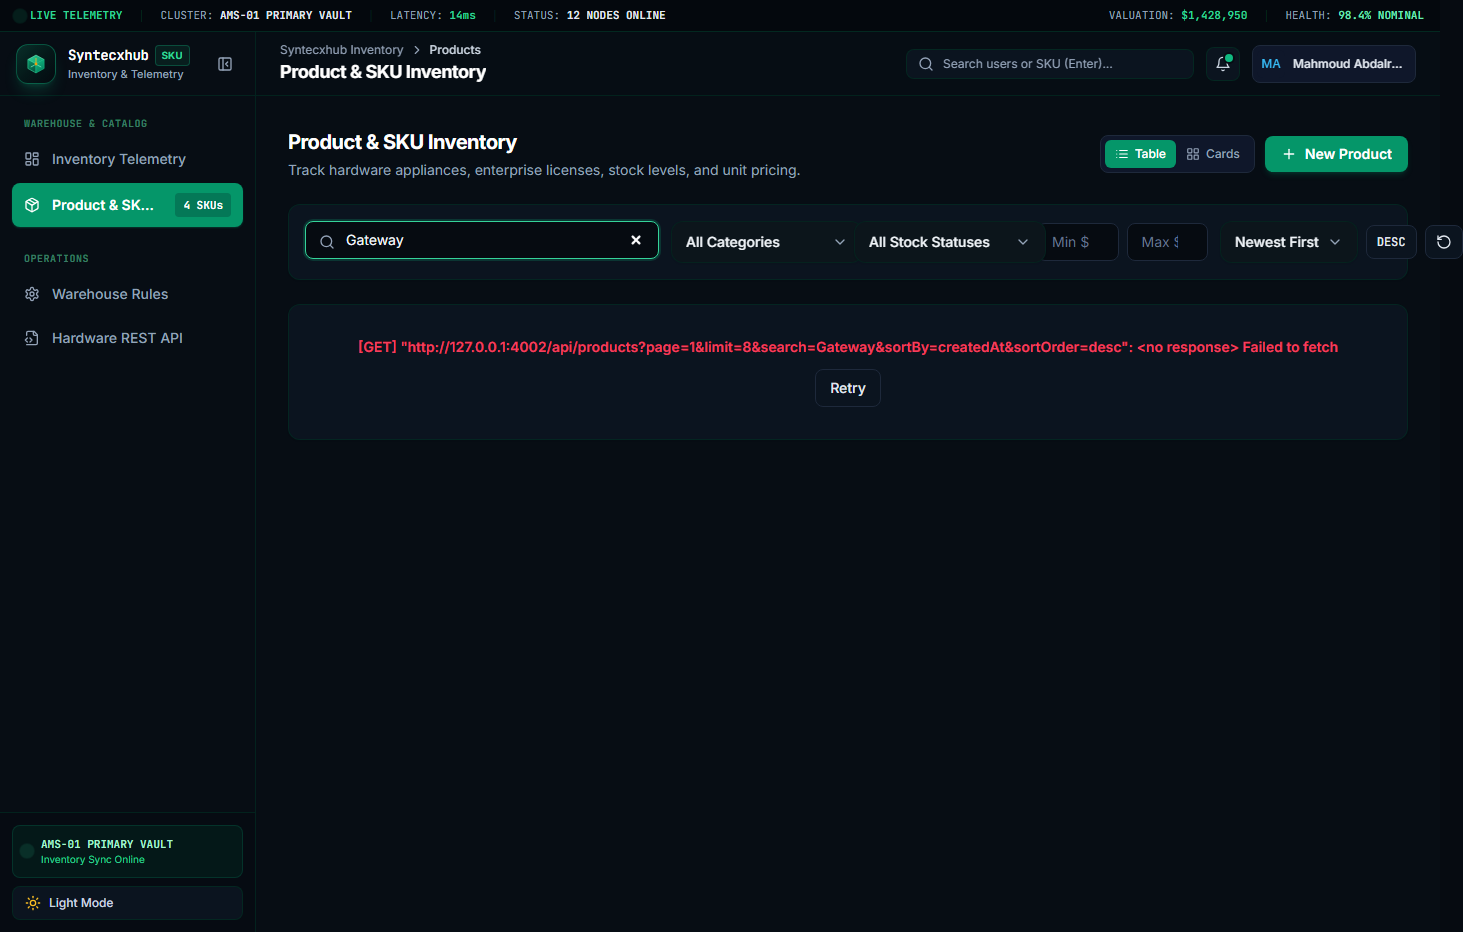 LIVE TELEMETRY CLUSTER: AMS-01 PRIMARY VAULT LATENCY: 14ms STATUS: 12 NODES ONLINE VALUATION: $1,428,950 HEALTH: 98.4% NOMINAL
Syntecxhub SKU
Inventory & Telemetry
Syntecxhub Inventory > Products
Product & SKU Inventory
Search users or SKU (Enter)...
MA Mahmoud Abdalr...
WAREHOUSE & CATALOG
Inventory Telemetry
Product & SK... 4 SKUs
OPERATIONS
Warehouse Rules
Hardware REST API
Product & SKU Inventory
Track hardware appliances, enterprise licenses, stock levels, and unit pricing.
Table Cards + New Product
Gateway All Categories All Stock Statuses Min $ Max $ Newest First DESC
[GET] "http://127.0.0.1:4002/api/products?page=1&limit=8&search=Gateway&sortBy=createdAt&sortOrder=desc": <no response> Failed to fetch
Retry
AMS-01 PRIMARY VAULT
Inventory Sync Online
Light Mode